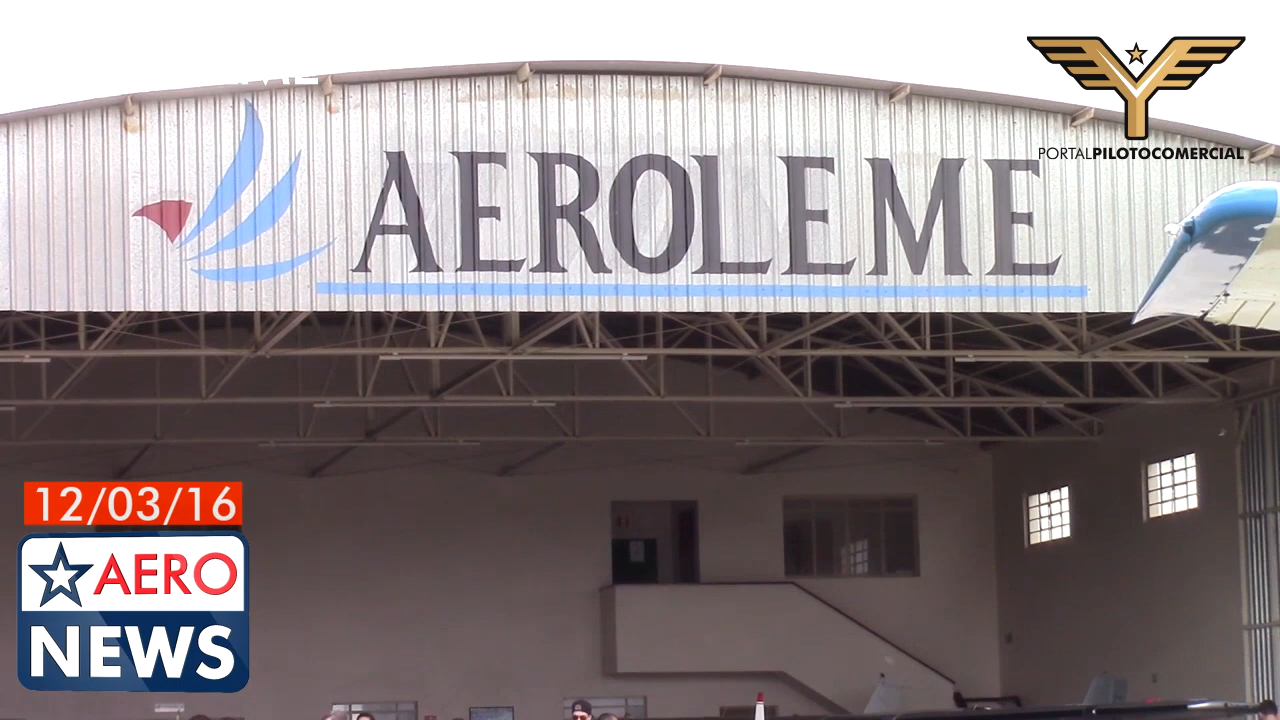 PORTALPILOTOCOMERCIAL
AEROLEME
12/03/16
AERO
NEWS